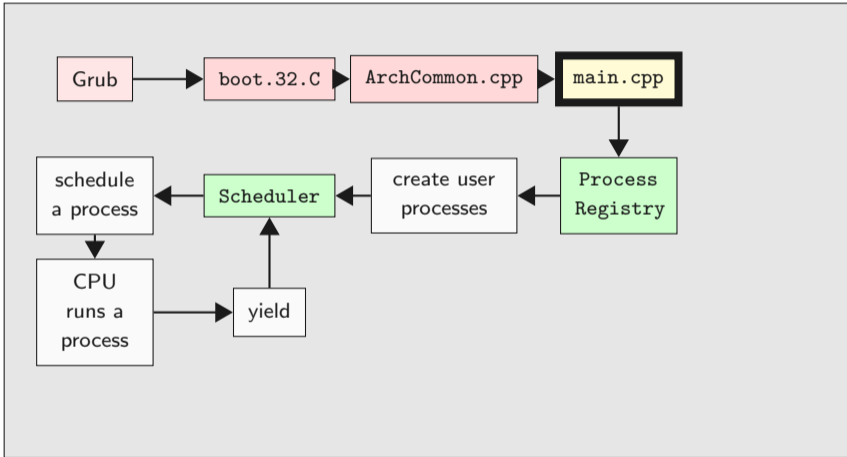 Grub
boot.32.C
ArchCommon.cpp
main.cpp
schedule
a process
Scheduler
create user
processes
Process
Registry
CPU
runs a
process
yield